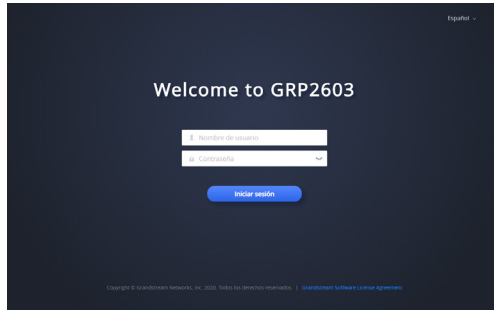 Español
Welcome to GRP2603
Nombre de usuario
Contraseña
Iniciar sesión
Copyright © Grandstream Networks, Inc. 2020. Todos los derechos reservados. | Grandstream Software License Agreement